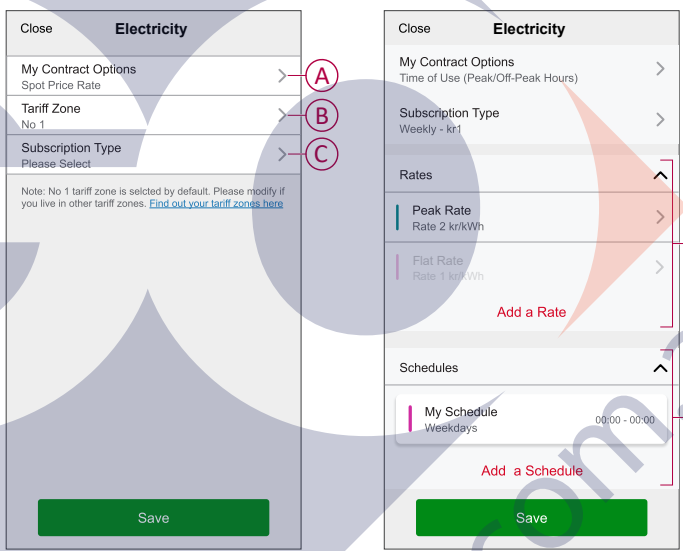 Close Electricity
My Contract Options
Spot Price Rate
A
Tariff Zone
No 1
B
Subscription Type
Please Select
C
Note: No 1 tariff zone is selcted by default. Please modify if
you live in other tariff zones. Find out your tariff zones here
Save
Close Electricity
My Contract Options
Time of Use (Peak/Off-Peak Hours)
Subscription Type
Weekly - kr1
Rates
Peak Rate
Rate 2 kr/kWh
Flat Rate
Rate 1 kr/kWh
Add a Rate
Schedules
My Schedule
Weekdays
00:00 - 00:00
Add a Schedule
Save
com